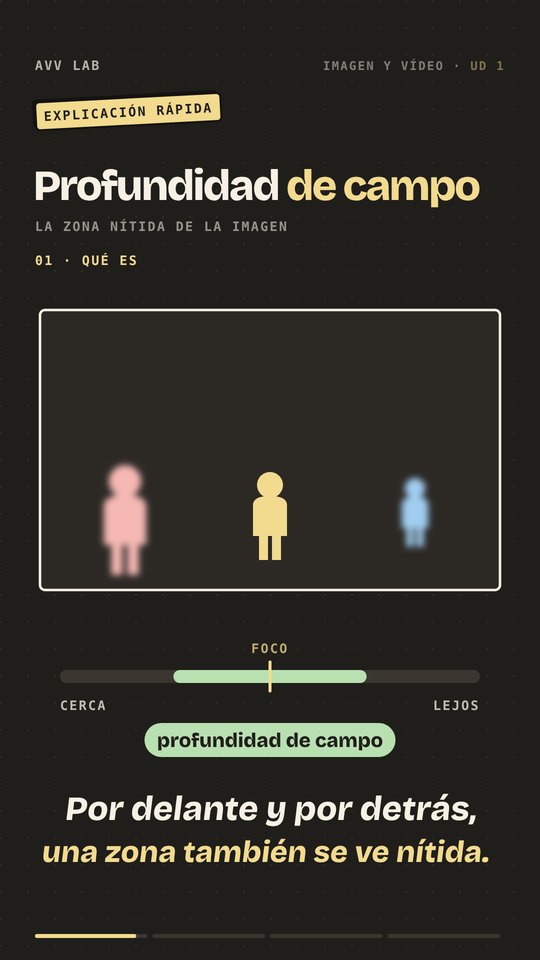 AVV LAB
IMAGEN Y VÍDEO · UD 1
EXPLICACIÓN RÁPIDA
Profundidad de campo
LA ZONA NÍTIDA DE LA IMAGEN
01 · QUÉ ES
FOCO
CERCA
LEJOS
profundidad de campo
Por delante y por detrás,
una zona también se ve nítida.